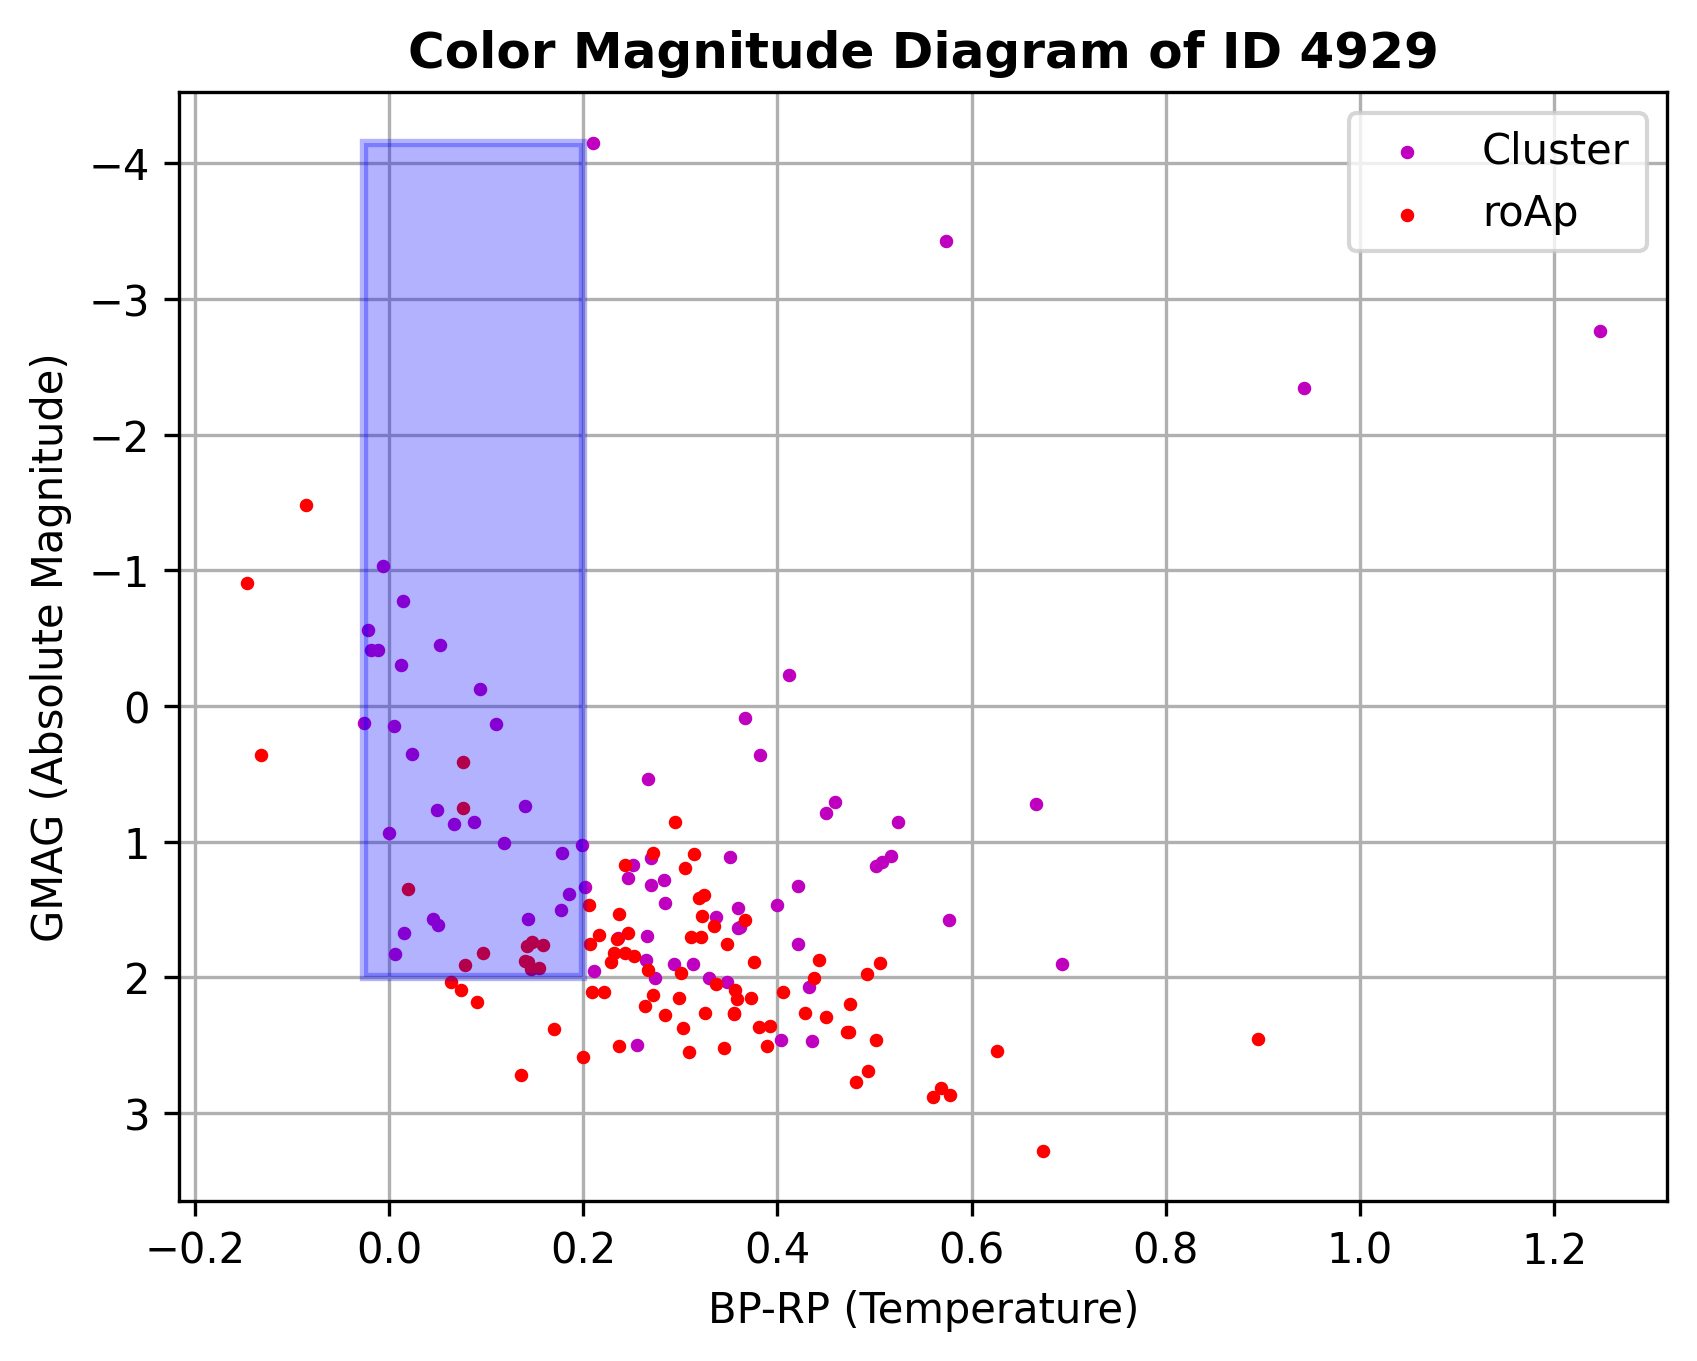 Color Magnitude Diagram of ID 4929
Cluster
roAp
GMAG (Absolute Magnitude)
−4
−3
−2
−1
0
1
2
3
−0.2 0.0 0.2 0.4 0.6 0.8 1.0 1.2
BP-RP (Temperature)